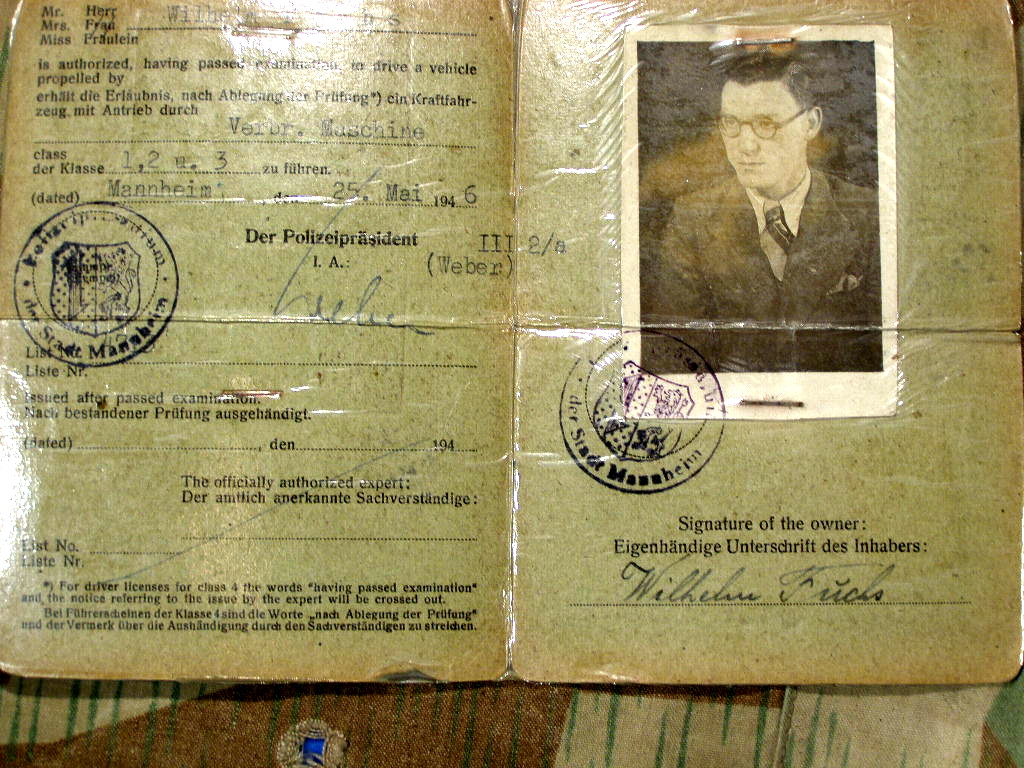 Mr. Herr
Mrs. Frau Wilhelm
Miss Fräulein
is authorized, having passed examination, to drive a vehicle
propelled by
erhält die Erlaubnis, nach Ablegung der Prüfung*) ein Kraftfahr-
zeug mit Antrieb durch
Verbr. Maschine
class
der Klasse 1,2 u. 3 zu führen.
(dated) Mannheim, den 25. Mai 1946
Der Polizeipräsident III 2/a
I. A.: (Weber)
Weber
der Stadt Mannheim
List Nr.
Liste Nr.
Issued after passed examination.
Nach bestandener Prüfung ausgehändigt.
(dated) , den 194
The officially authorized expert:
Der amtlich anerkannte Sachverständige:
List No.
Liste Nr.
*) For driver licenses for class 4 the words "having passed examination"
and the notice referring to the issue by the expert will be crossed out.
Bei Führerscheinen der Klasse 4 sind die Worte „nach Ablegung der Prüfung"
und der Vermerk über die Aushändigung durch den Sachverständigen zu streichen.
der Stadt Mannheim
Signature of the owner:
Eigenhändige Unterschrift des Inhabers:
Wilhelm Fuchs